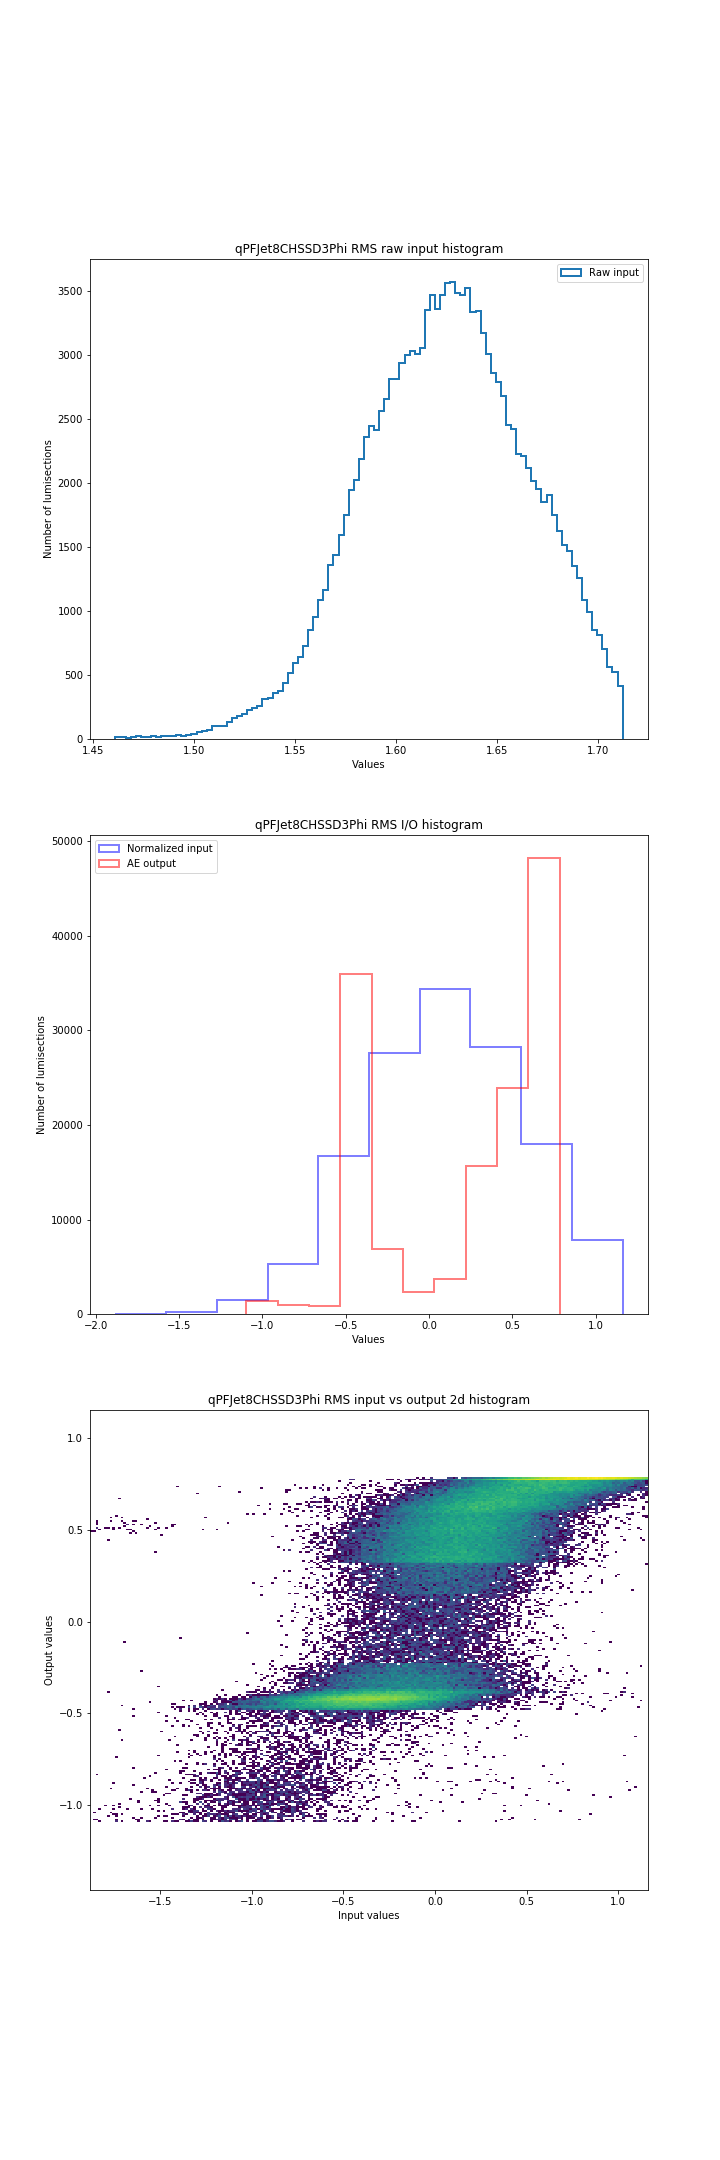 qPFJet8CHSSD3Phi RMS raw input histogram
Raw input
3500
3000
2500
2000
1500
1000
500
0
Number of lumisections
1.45 1.50 1.55 1.60 1.65 1.70
Values
qPFJet8CHSSD3Phi RMS I/O histogram
Normalized input
AE output
50000
40000
30000
20000
10000
0
Number of lumisections
−2.0 −1.5 −1.0 −0.5 0.0 0.5 1.0
Values
qPFJet8CHSSD3Phi RMS input vs output 2d histogram
1.0
0.5
0.0
−0.5
−1.0
Output values
−1.5 −1.0 −0.5 0.0 0.5 1.0
Input values